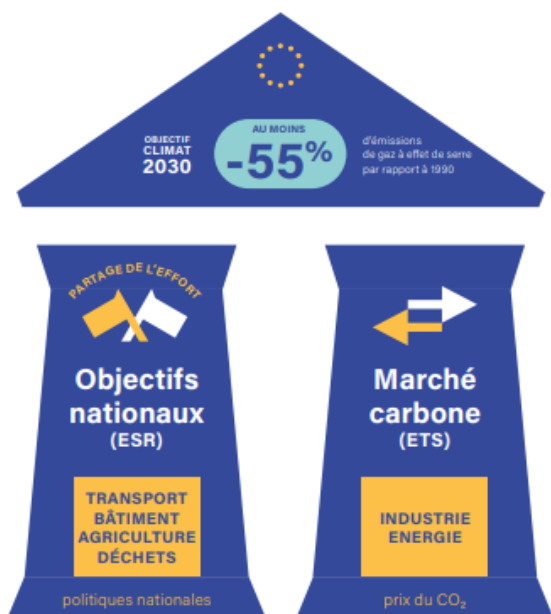 OBJECTIF
CLIMAT
2030
AU MOINS
-55%
d'émissions
de gaz à effet de serre
par rapport à 1990
PARTAGE DE L'EFFORT
Objectifs
nationaux
(ESR)
TRANSPORT
BÂTIMENT
AGRICULTURE
DÉCHETS
politiques nationales
Marché
carbone
(ETS)
INDUSTRIE
ENERGIE
prix du CO₂